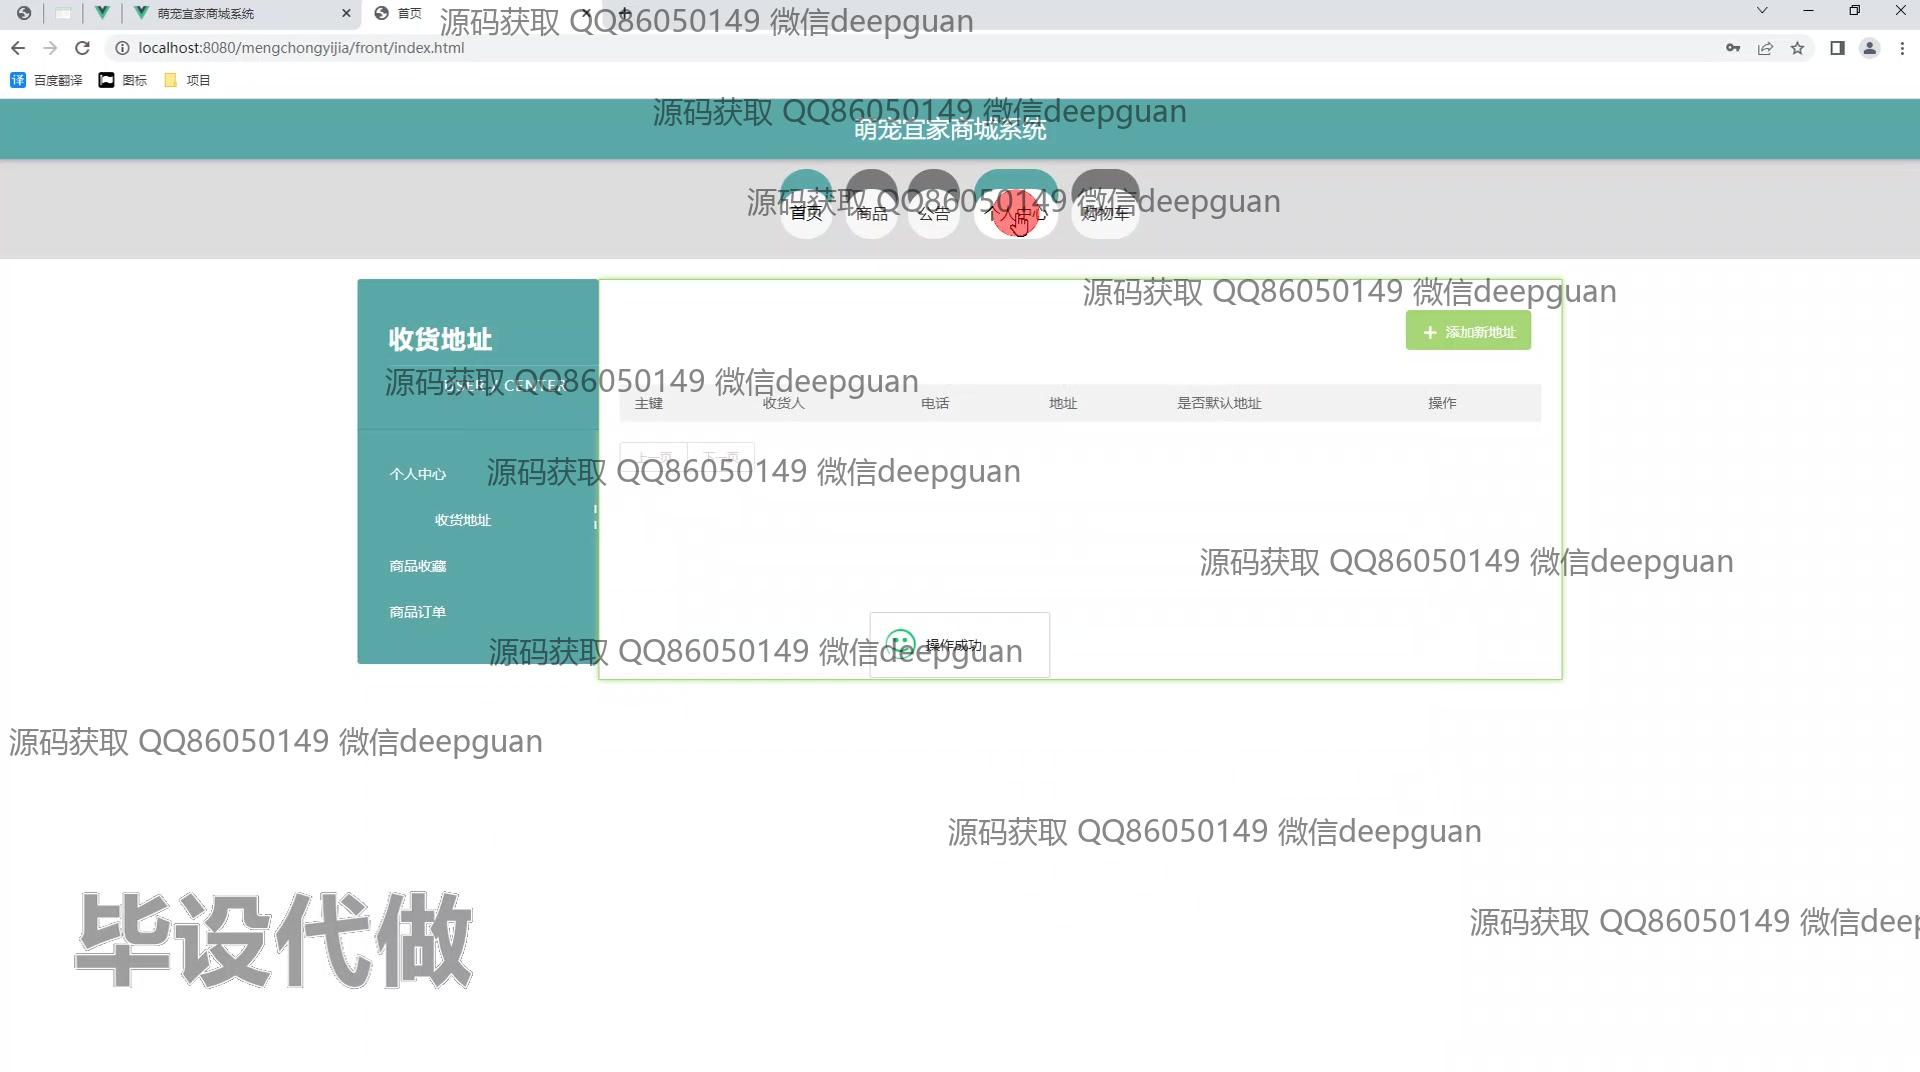 萌宠宜家商城系统
首页
源码获取 QQ86050149 微信deepguan
localhost:8080/mengchongyijia/front/index.html
百度翻译
图标
项目
源码获取 QQ86050149 微信deepguan
萌宠宜家商城系统
源码获取 QQ86050149 微信deepguan
首页
商品
公告
个人中心
购物车
源码获取 QQ86050149 微信deepguan
收货地址
添加新地址
USER / CENTER
源码获取 QQ86050149 微信deepguan
主键
收货人
电话
地址
是否默认地址
操作
上一页
下一页
个人中心
源码获取 QQ86050149 微信deepguan
收货地址
商品收藏
源码获取 QQ86050149 微信deepguan
商品订单
操作成功
源码获取 QQ86050149 微信deepguan
源码获取 QQ86050149 微信deepguan
源码获取 QQ86050149 微信deepguan
源码获取 QQ86050149 微信deep
毕设代做